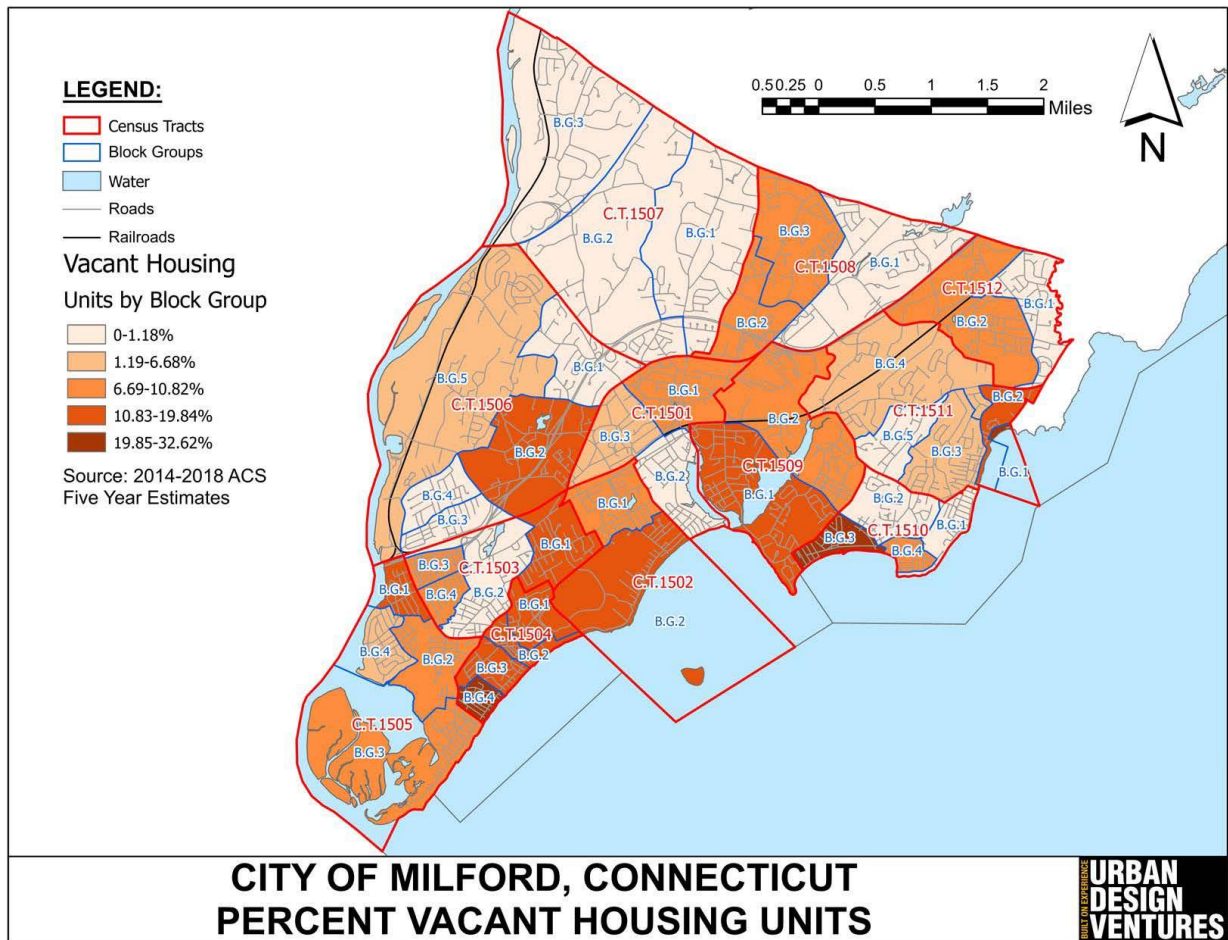 LEGEND:
Census Tracts
Block Groups
Water
Roads
Railroads
Vacant Housing
Units by Block Group
0-1.18%
1.19-6.68%
6.69-10.82%
10.83-19.84%
19.85-32.62%
Source: 2014-2018 ACS
Five Year Estimates
0.5 0.25 0 0.5 1 1.5 2
Miles
N
B.G.3
C.T.1507
B.G.2
B.G.1
B.G.3
C.T.1508
B.G.1
B.G.2
C.T.1512
B.G.1
B.G.2
B.G.5
B.G.1
C.T.1506
B.G.2
B.G.4
B.G.3
B.G.1
C.T.1501
B.G.3
B.G.2
B.G.4
C.T.1511
B.G.5
B.G.3
B.G.2
B.G.1
B.G.2
C.T.1509
B.G.1
B.G.2
C.T.1510
B.G.1
B.G.3
B.G.4
B.G.1
B.G.1
C.T.1502
B.G.2
B.G.3
C.T.1503
B.G.4
B.G.2
B.G.1
B.G.1
C.T.1504
B.G.2
B.G.3
B.G.4
B.G.4
B.G.2
C.T.1505
B.G.3
CITY OF MILFORD, CONNECTICUT
PERCENT VACANT HOUSING UNITS
BUILT ON EXPERIENCE
URBAN
DESIGN
VENTURES